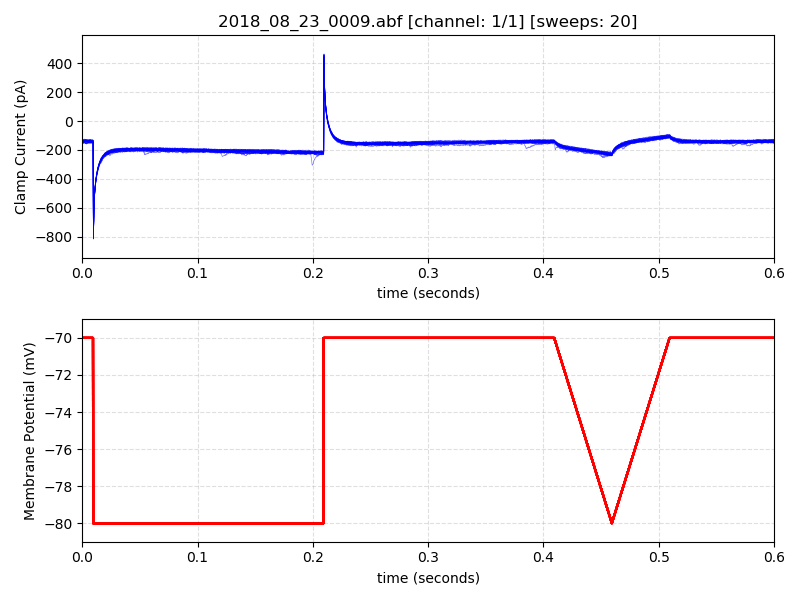 2018_08_23_0009.abf [channel: 1/1] [sweeps: 20]
Clamp Current (pA)
400
200
0
−200
−400
−600
−800
0.0 0.1 0.2 0.3 0.4 0.5 0.6
time (seconds)
Membrane Potential (mV)
−70
−72
−74
−76
−78
−80
0.0 0.1 0.2 0.3 0.4 0.5 0.6
time (seconds)